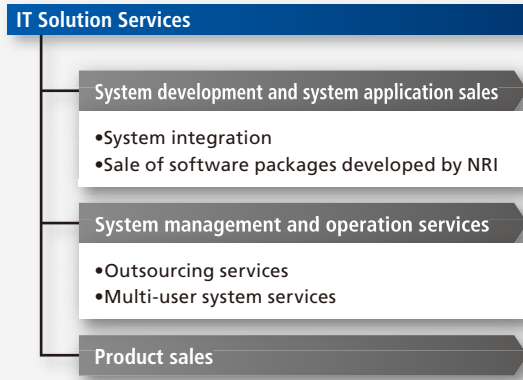 IT Solution Services
System development and system application sales
•System integration
•Sale of software packages developed by NRI
System management and operation services
•Outsourcing services
•Multi-user system services
Product sales